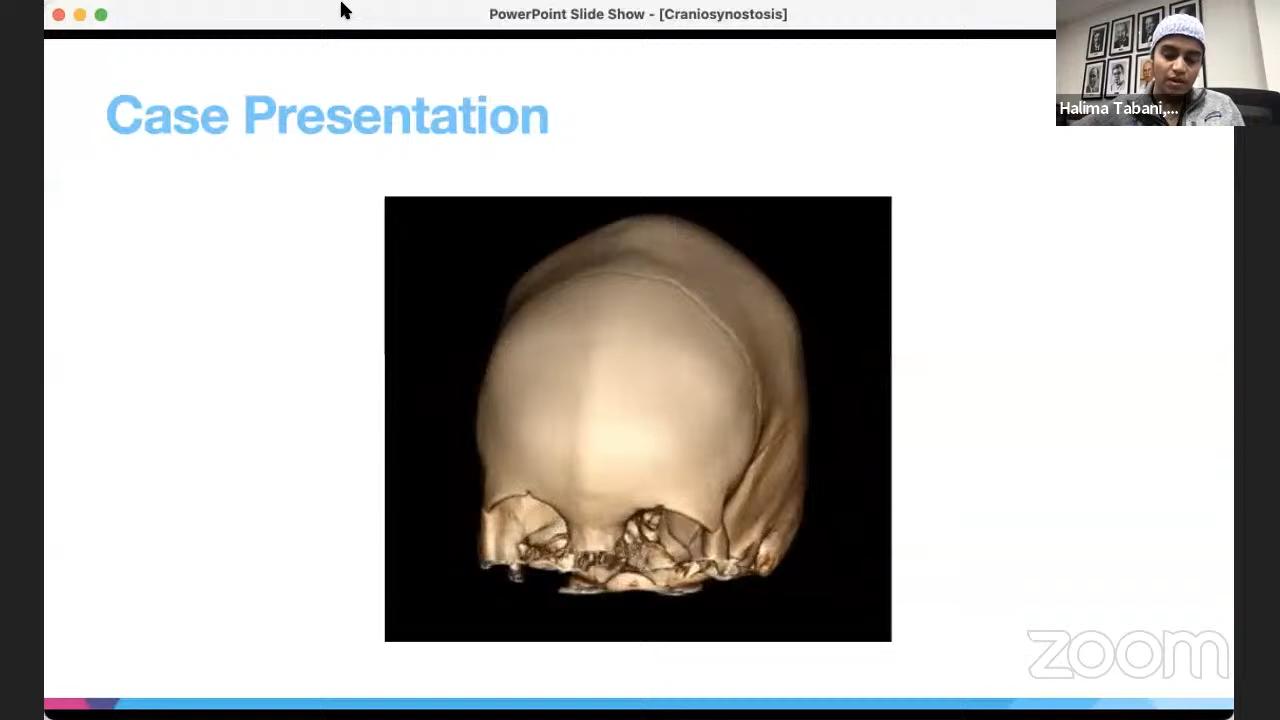 PowerPoint Slide Show - [Craniosynostosis]
Halima Tabani,...
Case Presentation
zoom